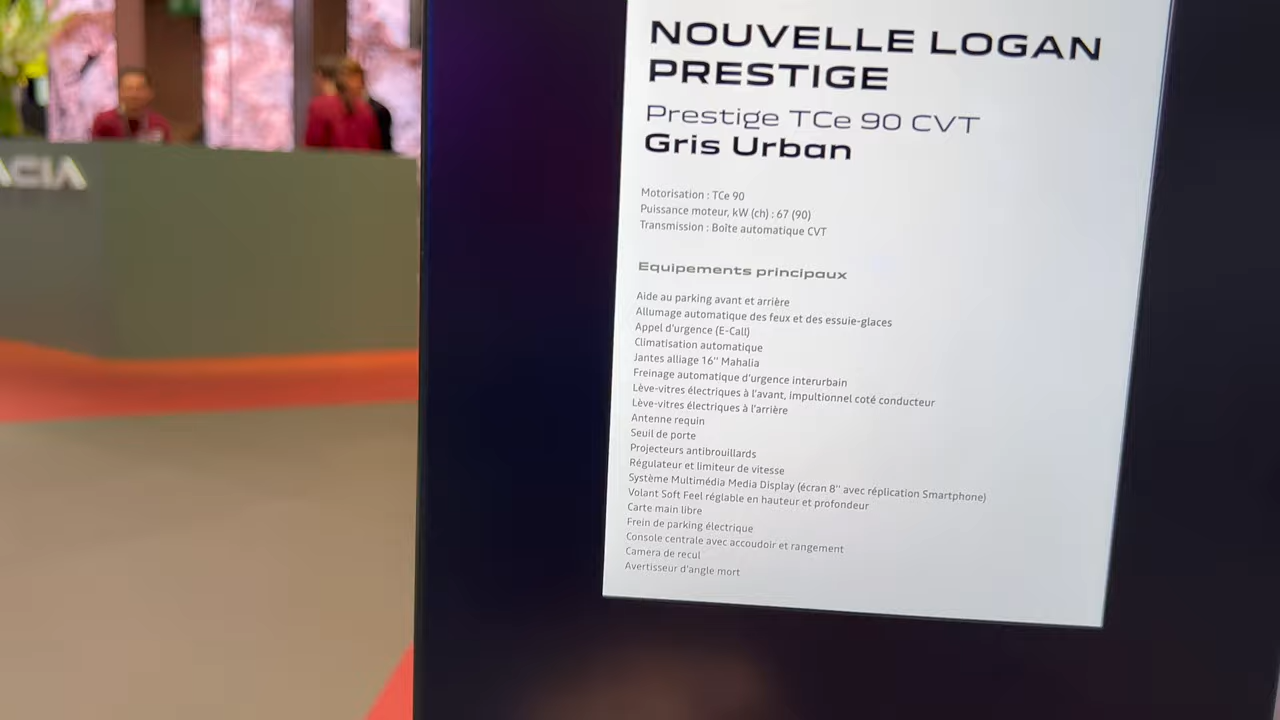 NOUVELLE LOGAN
PRESTIGE
Prestige TCe 90 CVT
Gris Urban
Motorisation : TCe 90
Puissance moteur, kW (ch) : 67 (90)
Transmission : Boîte automatique CVT
Equipements principaux
Aide au parking avant et arrière
Allumage automatique des feux et des essuie-glaces
Appel d'urgence (E-Call)
Climatisation automatique
Jantes alliage 16'' Mahalia
Freinage automatique d'urgence interurbain
Lève-vitres électriques à l'avant, impultionnel coté conducteur
Lève-vitres électriques à l'arrière
Antenne requin
Seuil de porte
Projecteurs antibrouillards
Régulateur et limiteur de vitesse
Système Multimédia Media Display (écran 8'' avec réplication Smartphone)
Volant Soft Feel réglable en hauteur et profondeur
Carte main libre
Frein de parking électrique
Console centrale avec accoudoir et rangement
Camera de recul
Avertisseur d'angle mort
ACIA